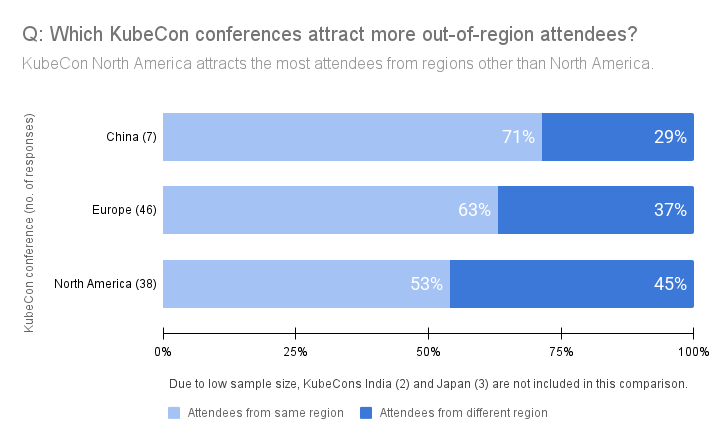 Q: Which KubeCon conferences attract more out-of-region attendees?
KubeCon North America attracts the most attendees from regions other than North America.
KubeCon conference (no. of responses)
China (7)
71%
29%
Europe (46)
63%
37%
North America (38)
53%
45%
0%
25%
50%
75%
100%
Due to low sample size, KubeCons India (2) and Japan (3) are not included in this comparison.
Attendees from same region
Attendees from different region